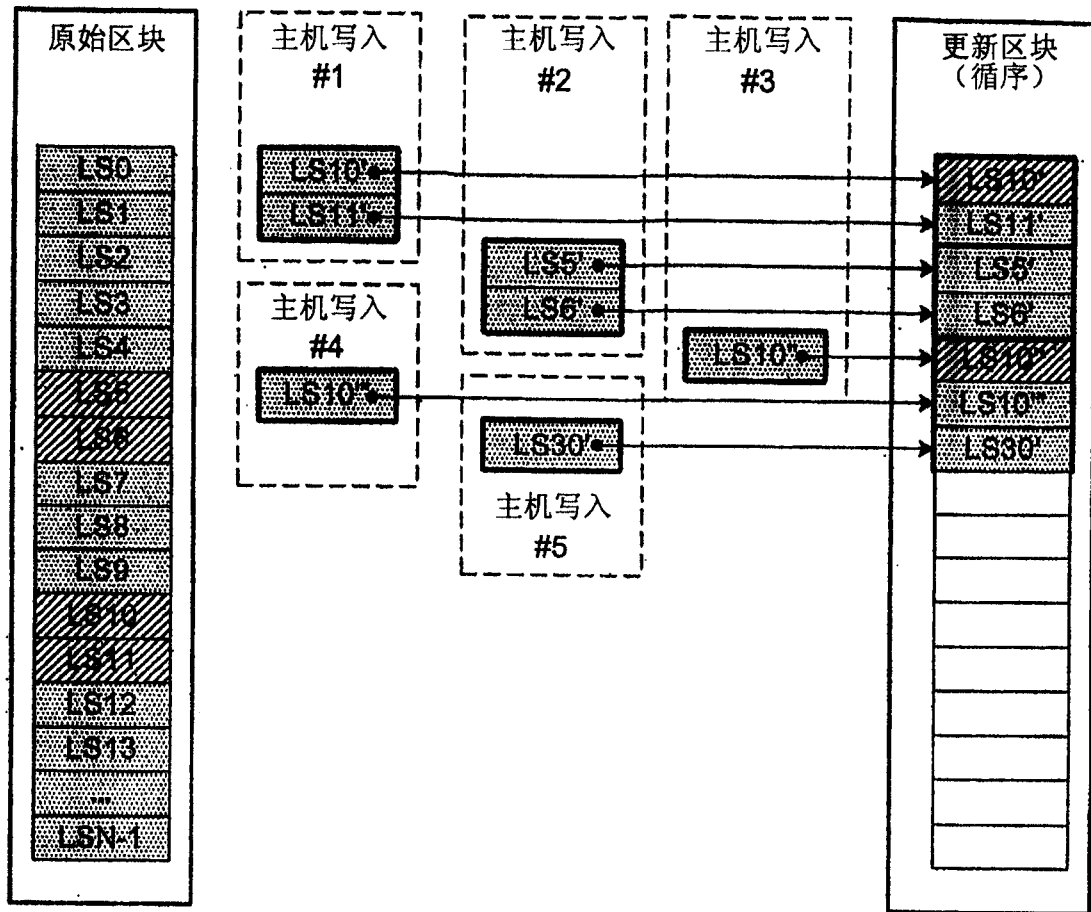 原始区块
LS0
LS1
LS2
LS3
LS4
LS5
LS6
LS7
LS8
LS9
LS10
LS11
LS12
LS13
...
LSN-1
主机写入
#1
LS10'
LS11'
主机写入
#4
LS10'''
主机写入
#2
LS5'
LS6'
LS30'
主机写入
#5
主机写入
#3
LS10''
更新区块
（循序）
LS10'
LS11'
LS5'
LS6'
LS10''
LS10'''
LS30'